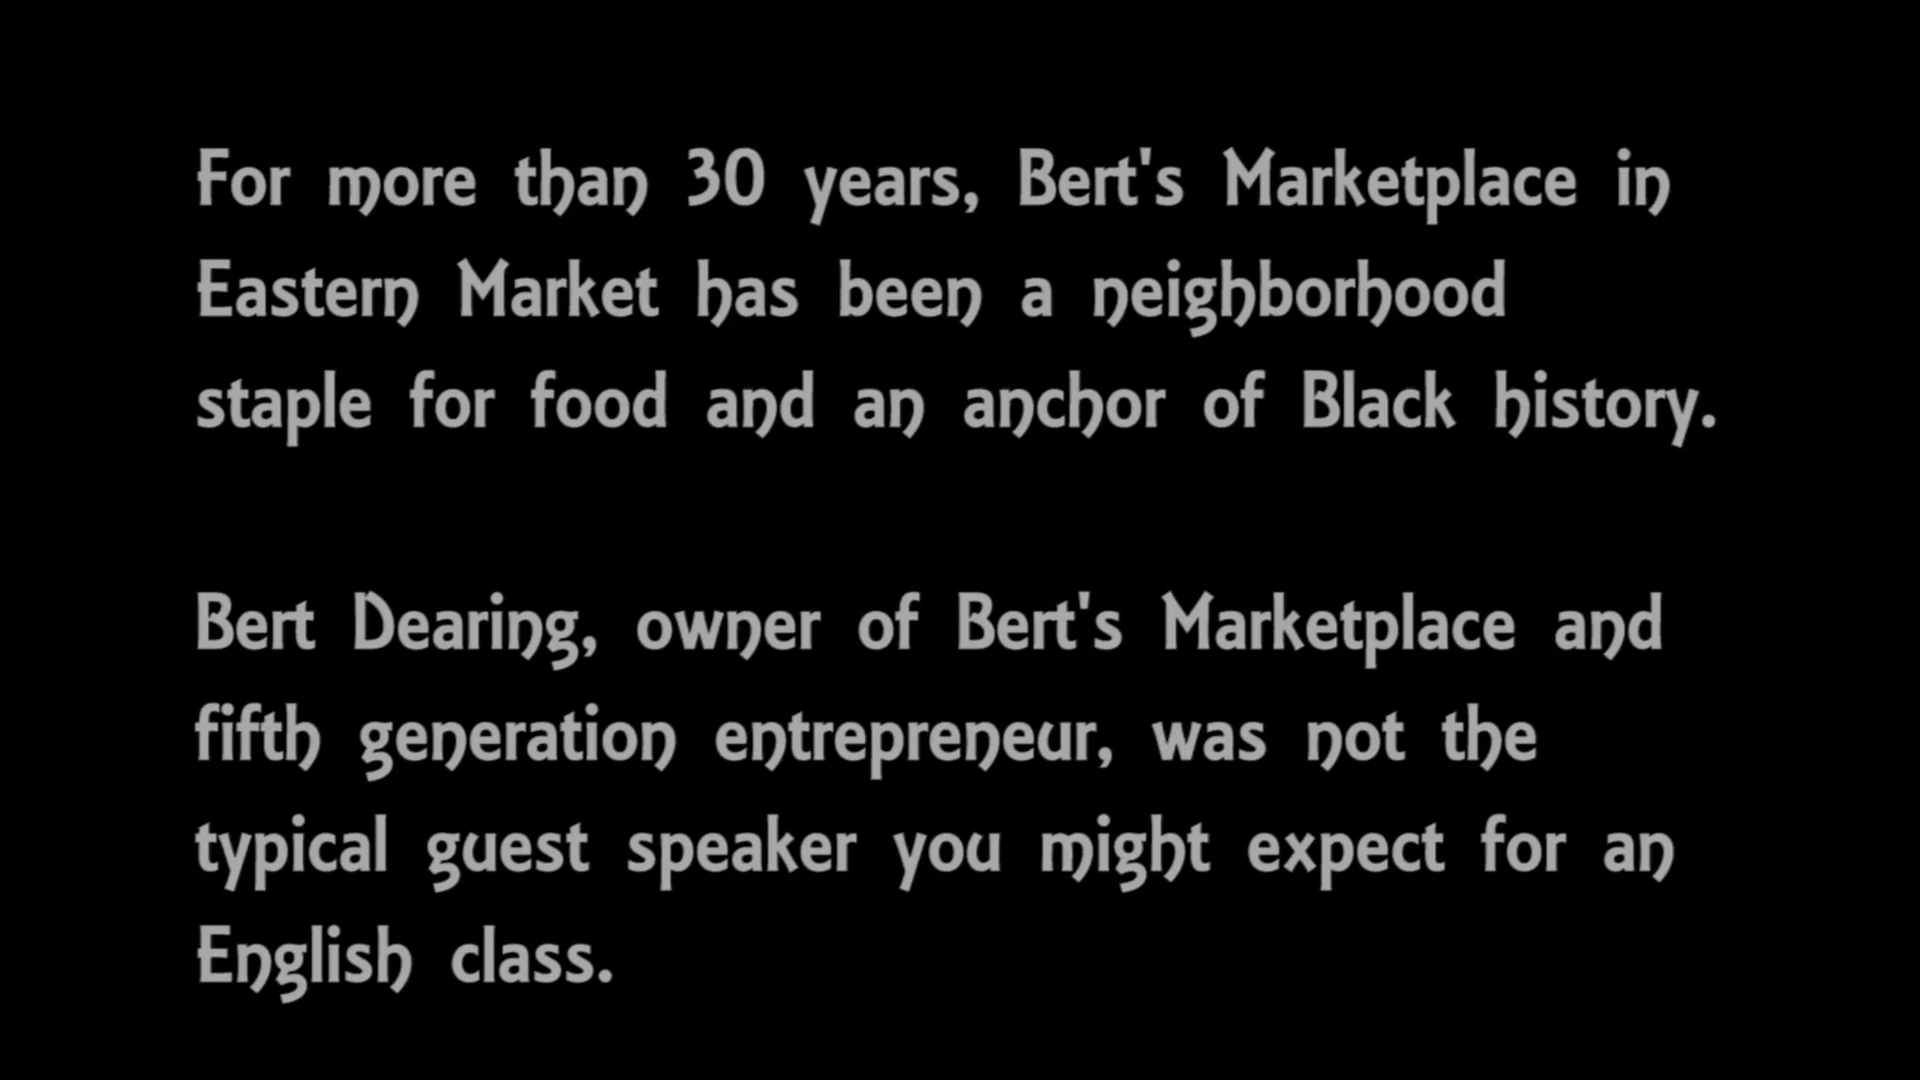 For more than 30 years, Bert's Marketplace in
Eastern Market has been a neighborhood
staple for food and an anchor of Black history.
Bert Dearing, owner of Bert's Marketplace and
fifth generation entrepreneur, was not the
typical guest speaker you might expect for an
English class.